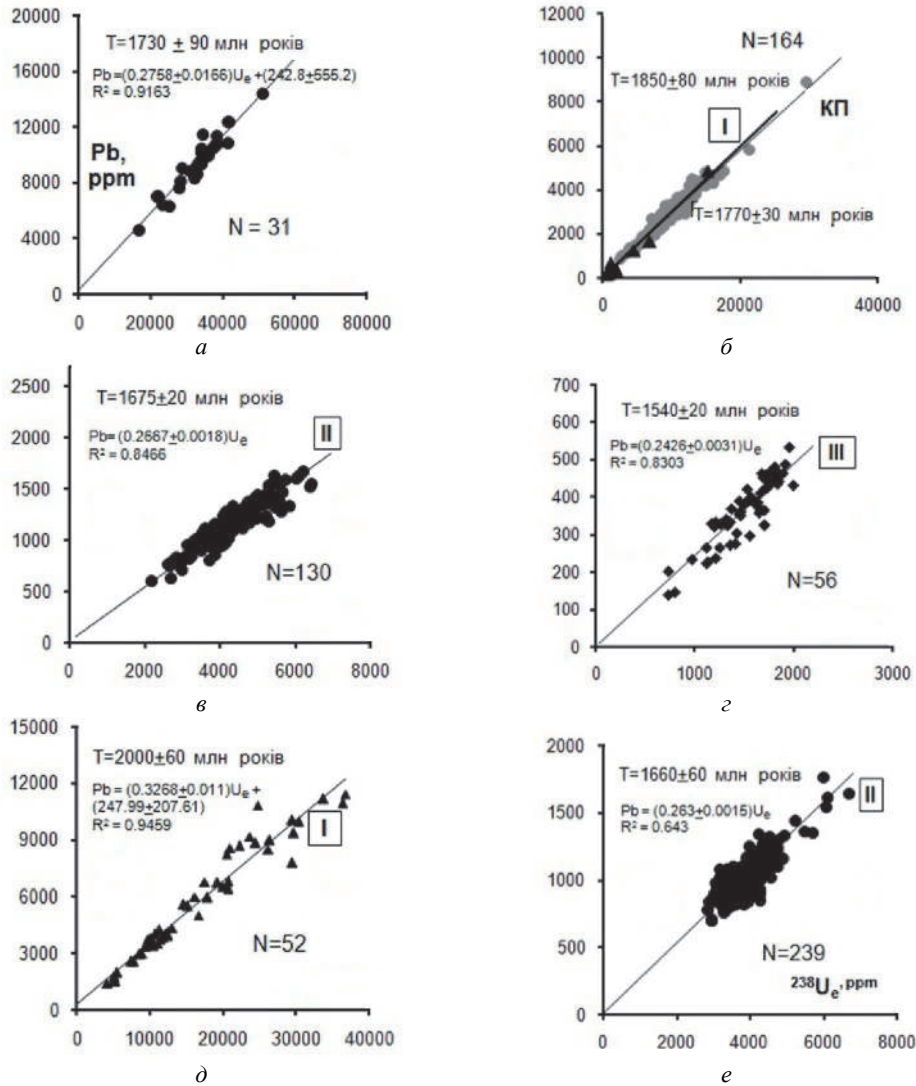 20000
16000
12000
8000
4000
0
T=1730 ± 90 млн років
Pb=(0.2758±0.0166)Ue +(242.8±555.2)
R² = 0.9163
Pb,
ppm
N = 31
0 20000 40000 60000 80000
а
12000
10000
8000
6000
4000
2000
0
N=164
T=1850±80 млн років
КП
I
T=1770±30 млн років
0 20000 40000
б
2500
2000
1500
1000
500
0
T=1675±20 млн років
II
Pb=(0.2667±0.0018)Ue
R² = 0.8466
N=130
0 2000 4000 6000 8000
в
700
600
500
400
300
200
100
0
T=1540±20 млн років
Pb=(0.2426±0.0031)Ue
R² = 0.8303
III
N=56
0 1000 2000 3000
г
15000
12000
9000
6000
3000
0
T=2000±60 млн років
Pb = (0.3268±0.011)Ue +
(247.99±207.61)
R² = 0.9459
I
N=52
0 10000 20000 30000 40000
д
2000
1500
1000
500
0
T=1660±60 млн років
II
Pb = (0.263±0.0015)Ue
R² = 0.643
N=239
²³⁸Ue, ppm
0 2000 4000 6000 8000
е